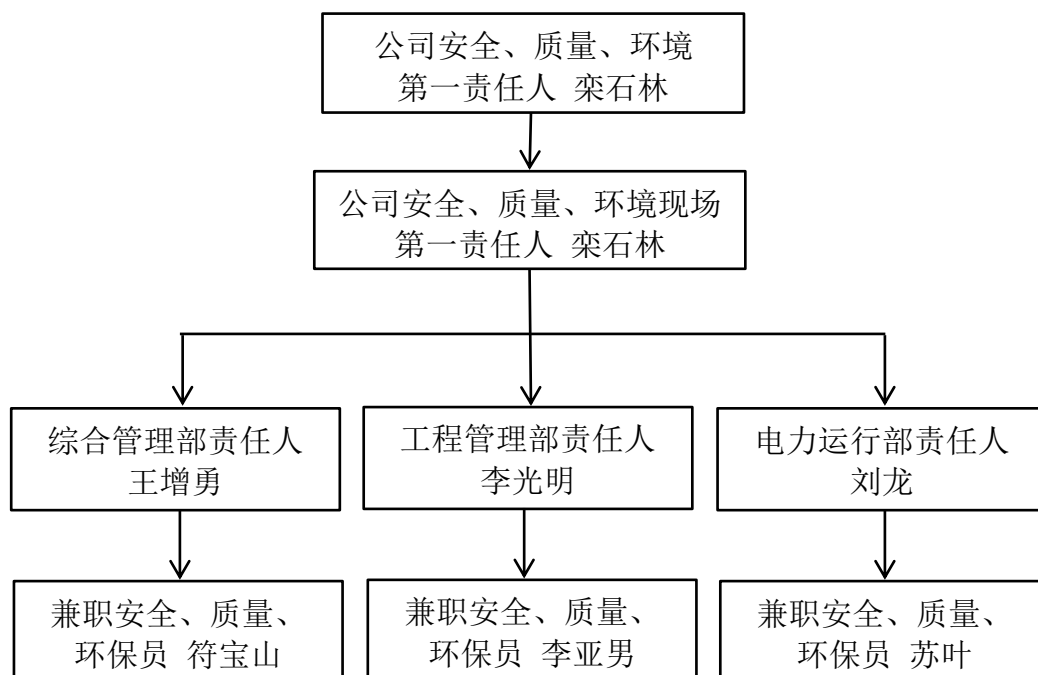 公司安全、质量、环境
第一责任人 栾石林
公司安全、质量、环境现场
第一责任人 栾石林
综合管理部责任人
王增勇
工程管理部责任人
李光明
电力运行部责任人
刘龙
兼职安全、质量、
环保员 符宝山
兼职安全、质量、
环保员 李亚男
兼职安全、质量、
环保员 苏叶